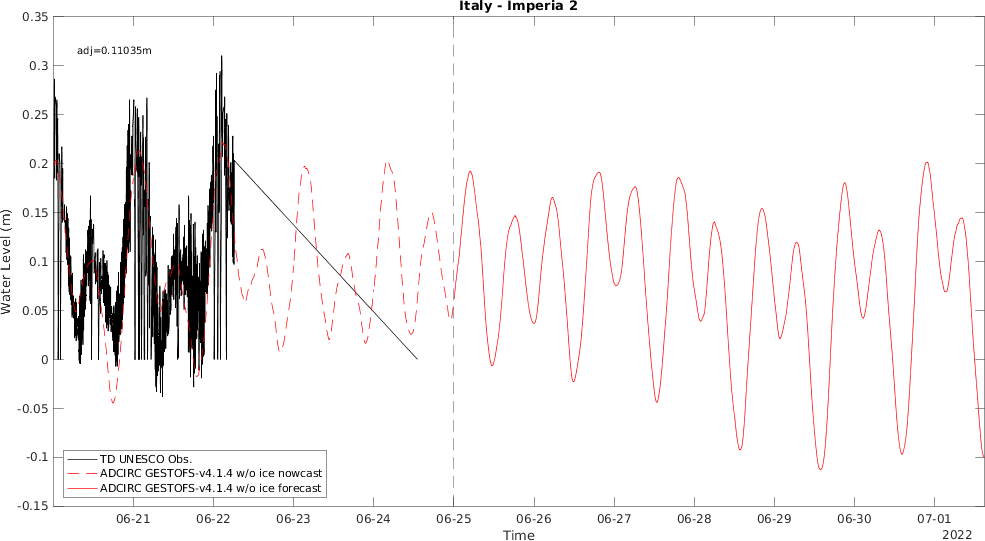 Italy - Imperia 2
adj=0.11035m
0.35
0.3
0.25
0.2
0.15
0.1
0.05
0
-0.05
-0.1
-0.15
Water Level (m)
TD UNESCO Obs.
ADCIRC GESTOFS-v4.1.4 w/o ice nowcast
ADCIRC GESTOFS-v4.1.4 w/o ice forecast
06-21 06-22 06-23 06-24 06-25 06-26 06-27 06-28 06-29 06-30 07-01
Time
2022